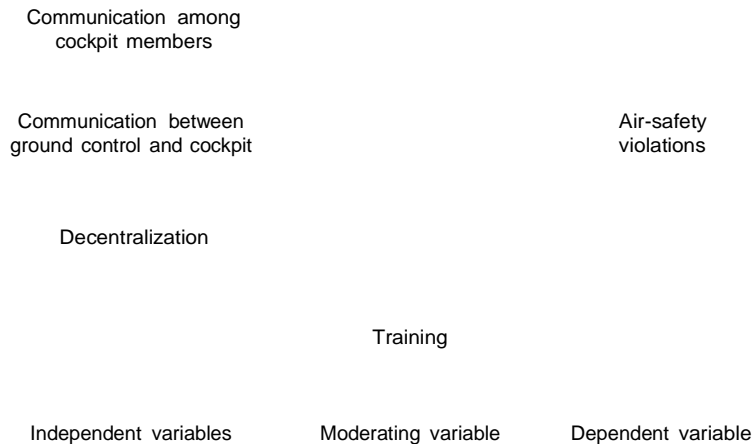 Communication among
cockpit members
Communication between
ground control and cockpit
Air-safety
violations
Decentralization
Training
Independent variables
Moderating variable
Dependent variable